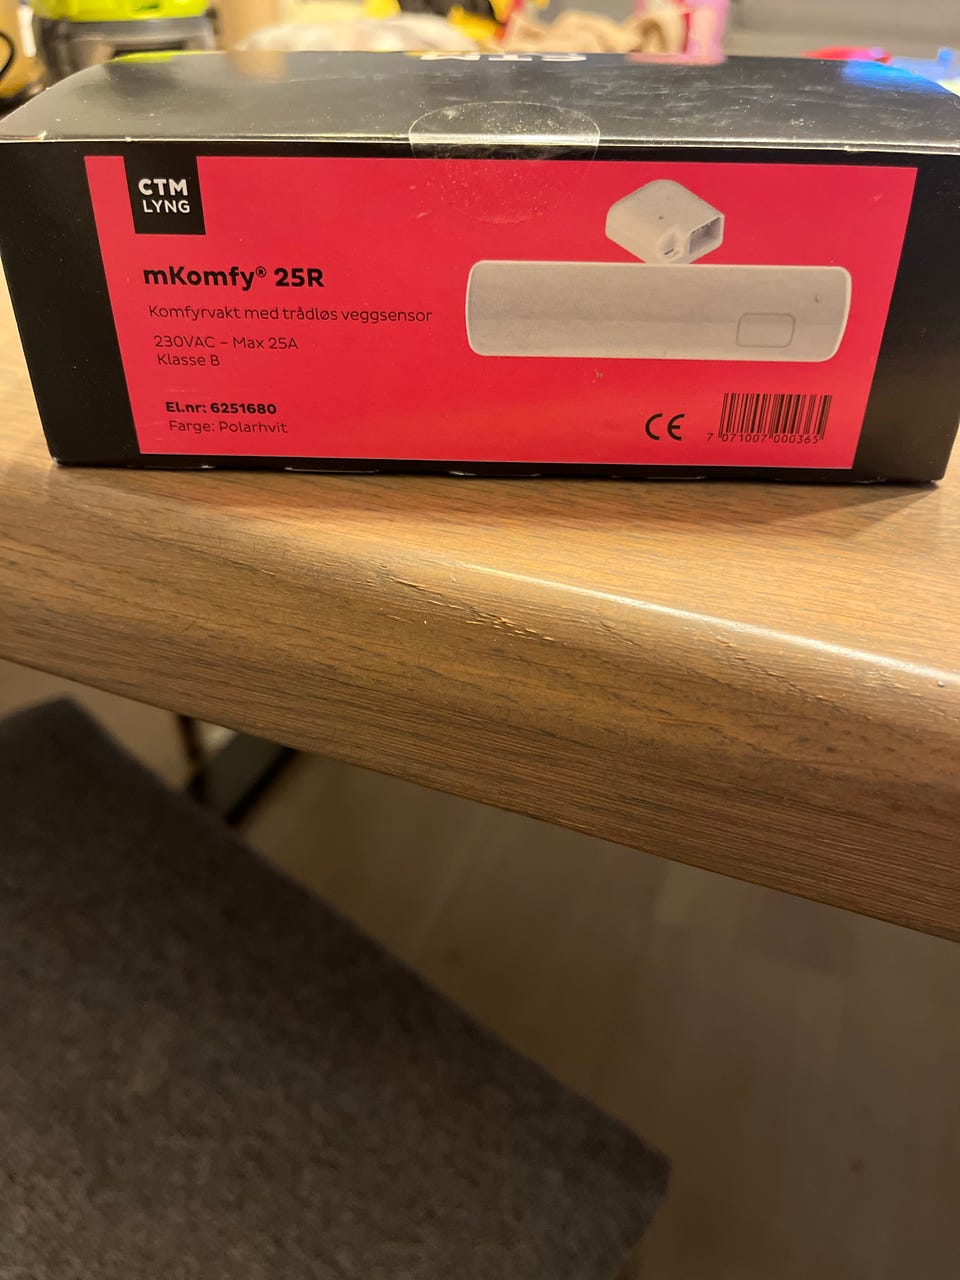 CTM
CTM
LYNG
mKomfy® 25R
Komfyrvakt med trådløs veggsensor
230VAC – Max 25A
Klasse B
El.nr: 6251680
Farge: Polarhvit
CE
7 071007 000365